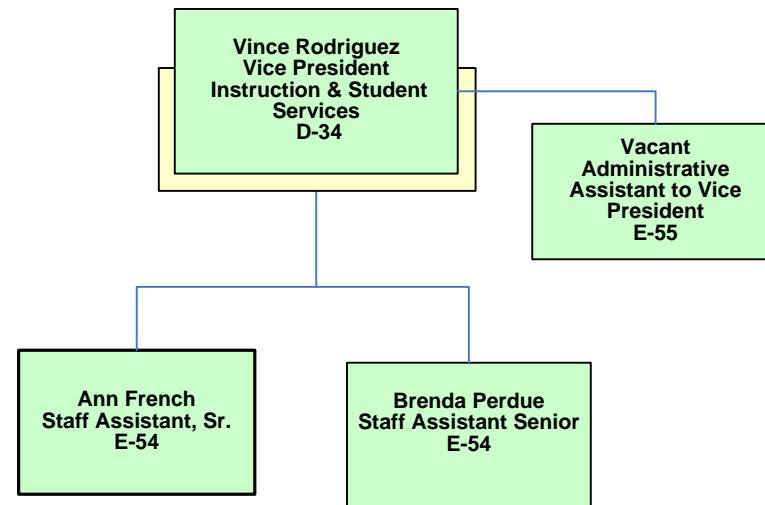 Vince Rodriguez
Vice President
Instruction & Student
Services
D-34
Vacant
Administrative
Assistant to Vice
President
E-55
Ann French
Staff Assistant, Sr.
E-54
Brenda Perdue
Staff Assistant Senior
E-54